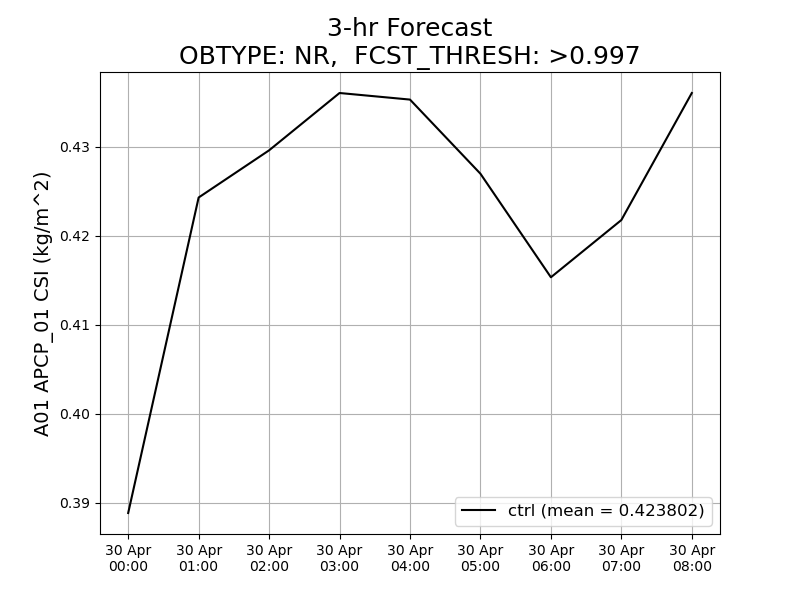 3-hr Forecast
OBTYPE: NR,  FCST_THRESH: >0.997
A01 APCP_01 CSI (kg/m^2)
0.43
0.42
0.41
0.40
0.39
ctrl (mean = 0.423802)
30 Apr 30 Apr 30 Apr 30 Apr 30 Apr 30 Apr 30 Apr 30 Apr 30 Apr
00:00 01:00 02:00 03:00 04:00 05:00 06:00 07:00 08:00